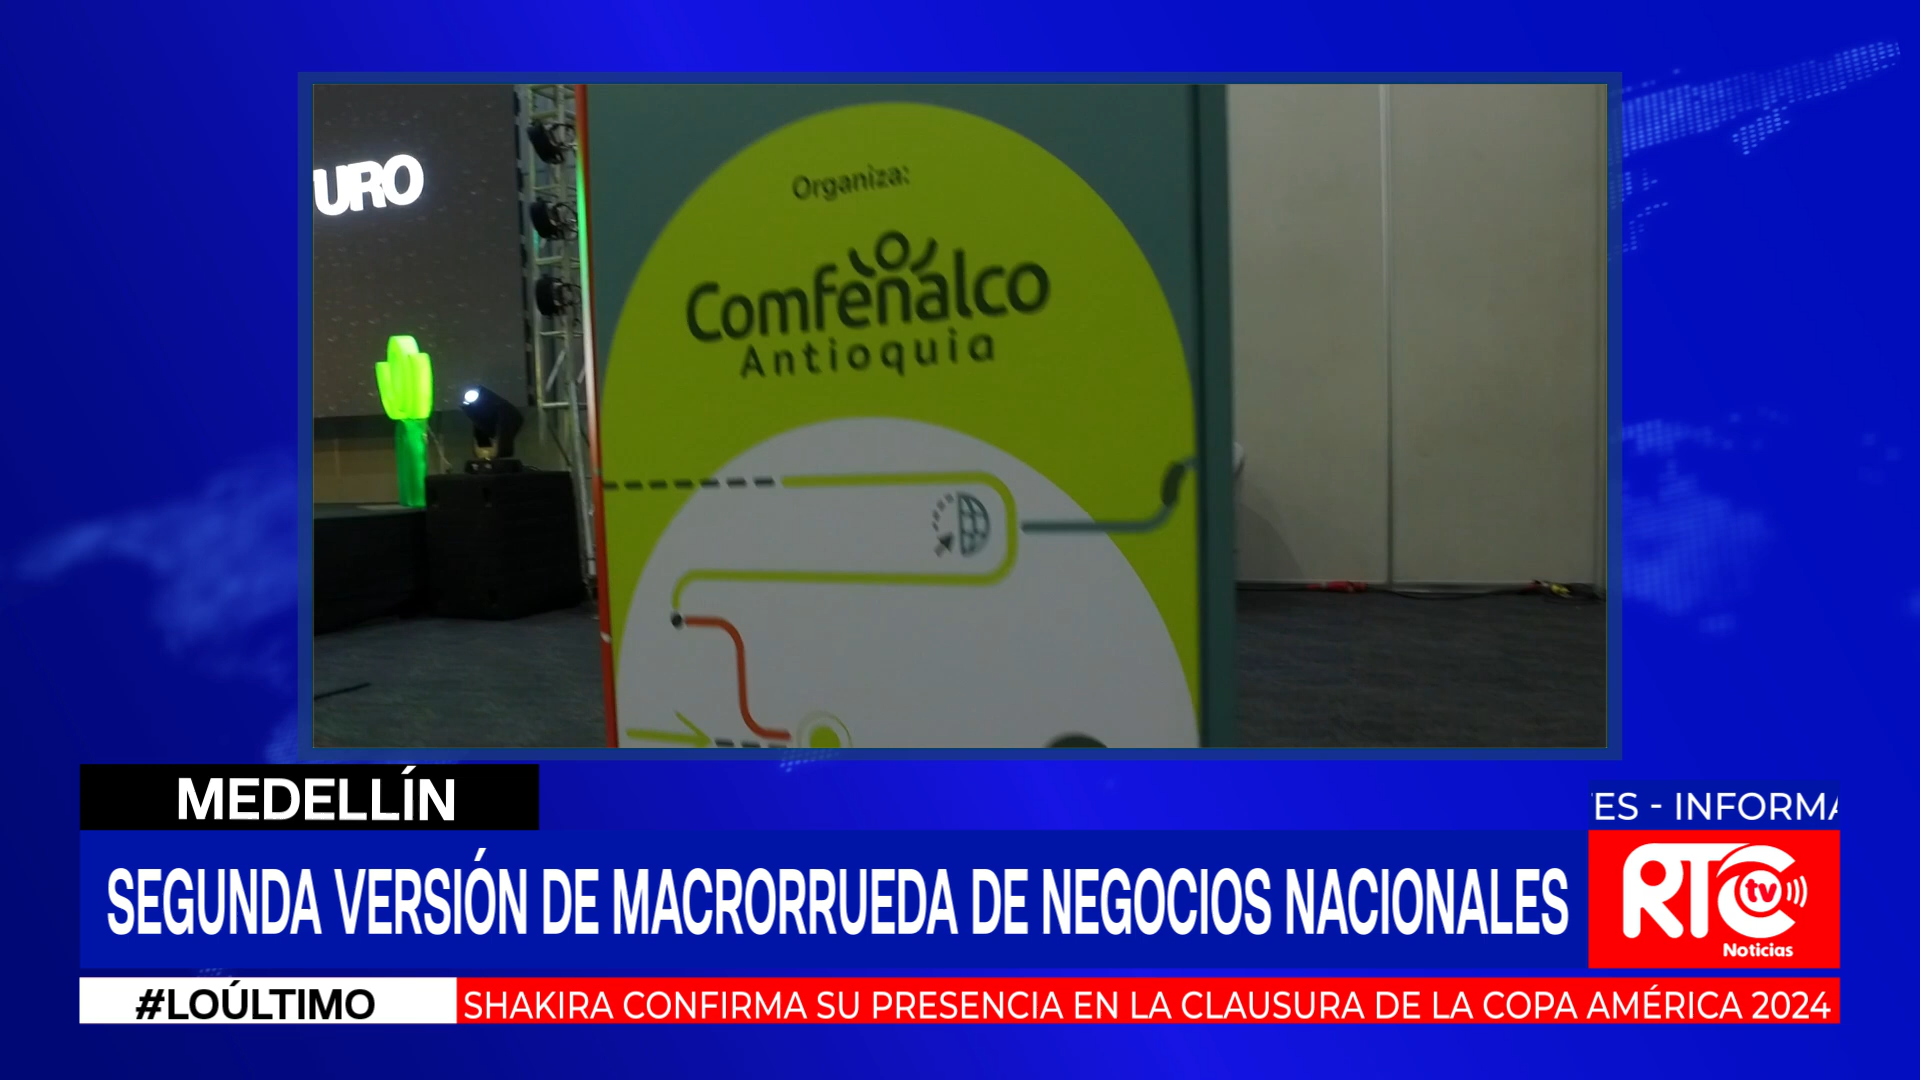 URO
Organiza:
Comfenalco
Antioquia
MEDELLÍN
ES - INFORMA
SEGUNDA VERSIÓN DE MACRORRUEDA DE NEGOCIOS NACIONALES
RTC tv
Noticias
#LOÚLTIMO
SHAKIRA CONFIRMA SU PRESENCIA EN LA CLAUSURA DE LA COPA AMÉRICA 2024